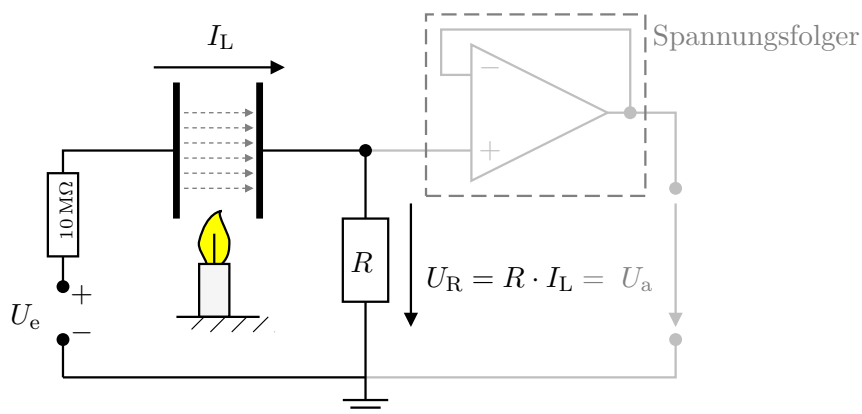 I_L
Spannungsfolger
−
+
10 MΩ
R
U_R = R · I_L = U_a
+
U_e
−